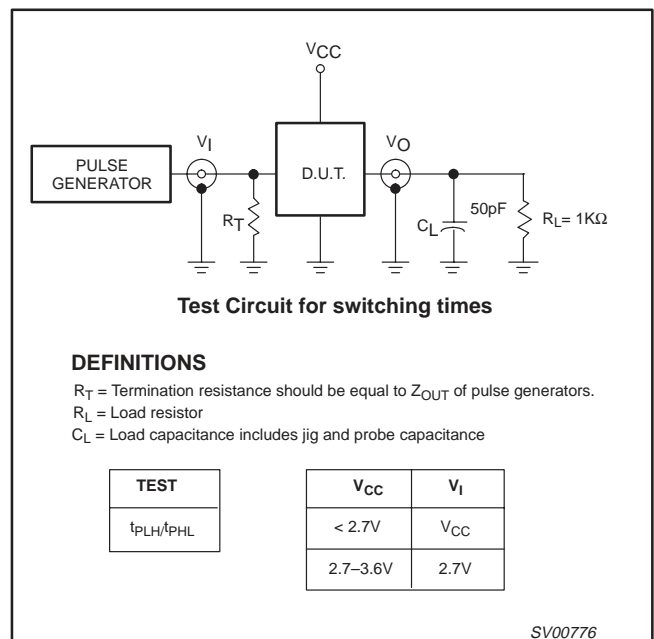 VCC
VI
VO
PULSE
GENERATOR
D.U.T.
RT
50pF
CL
RL= 1KΩ
Test Circuit for switching times
DEFINITIONS
RT = Termination resistance should be equal to ZOUT of pulse generators.
RL = Load resistor
CL = Load capacitance includes jig and probe capacitance
TEST
tPLH/tPHL
VCC VI
< 2.7V VCC
2.7–3.6V 2.7V
SV00776